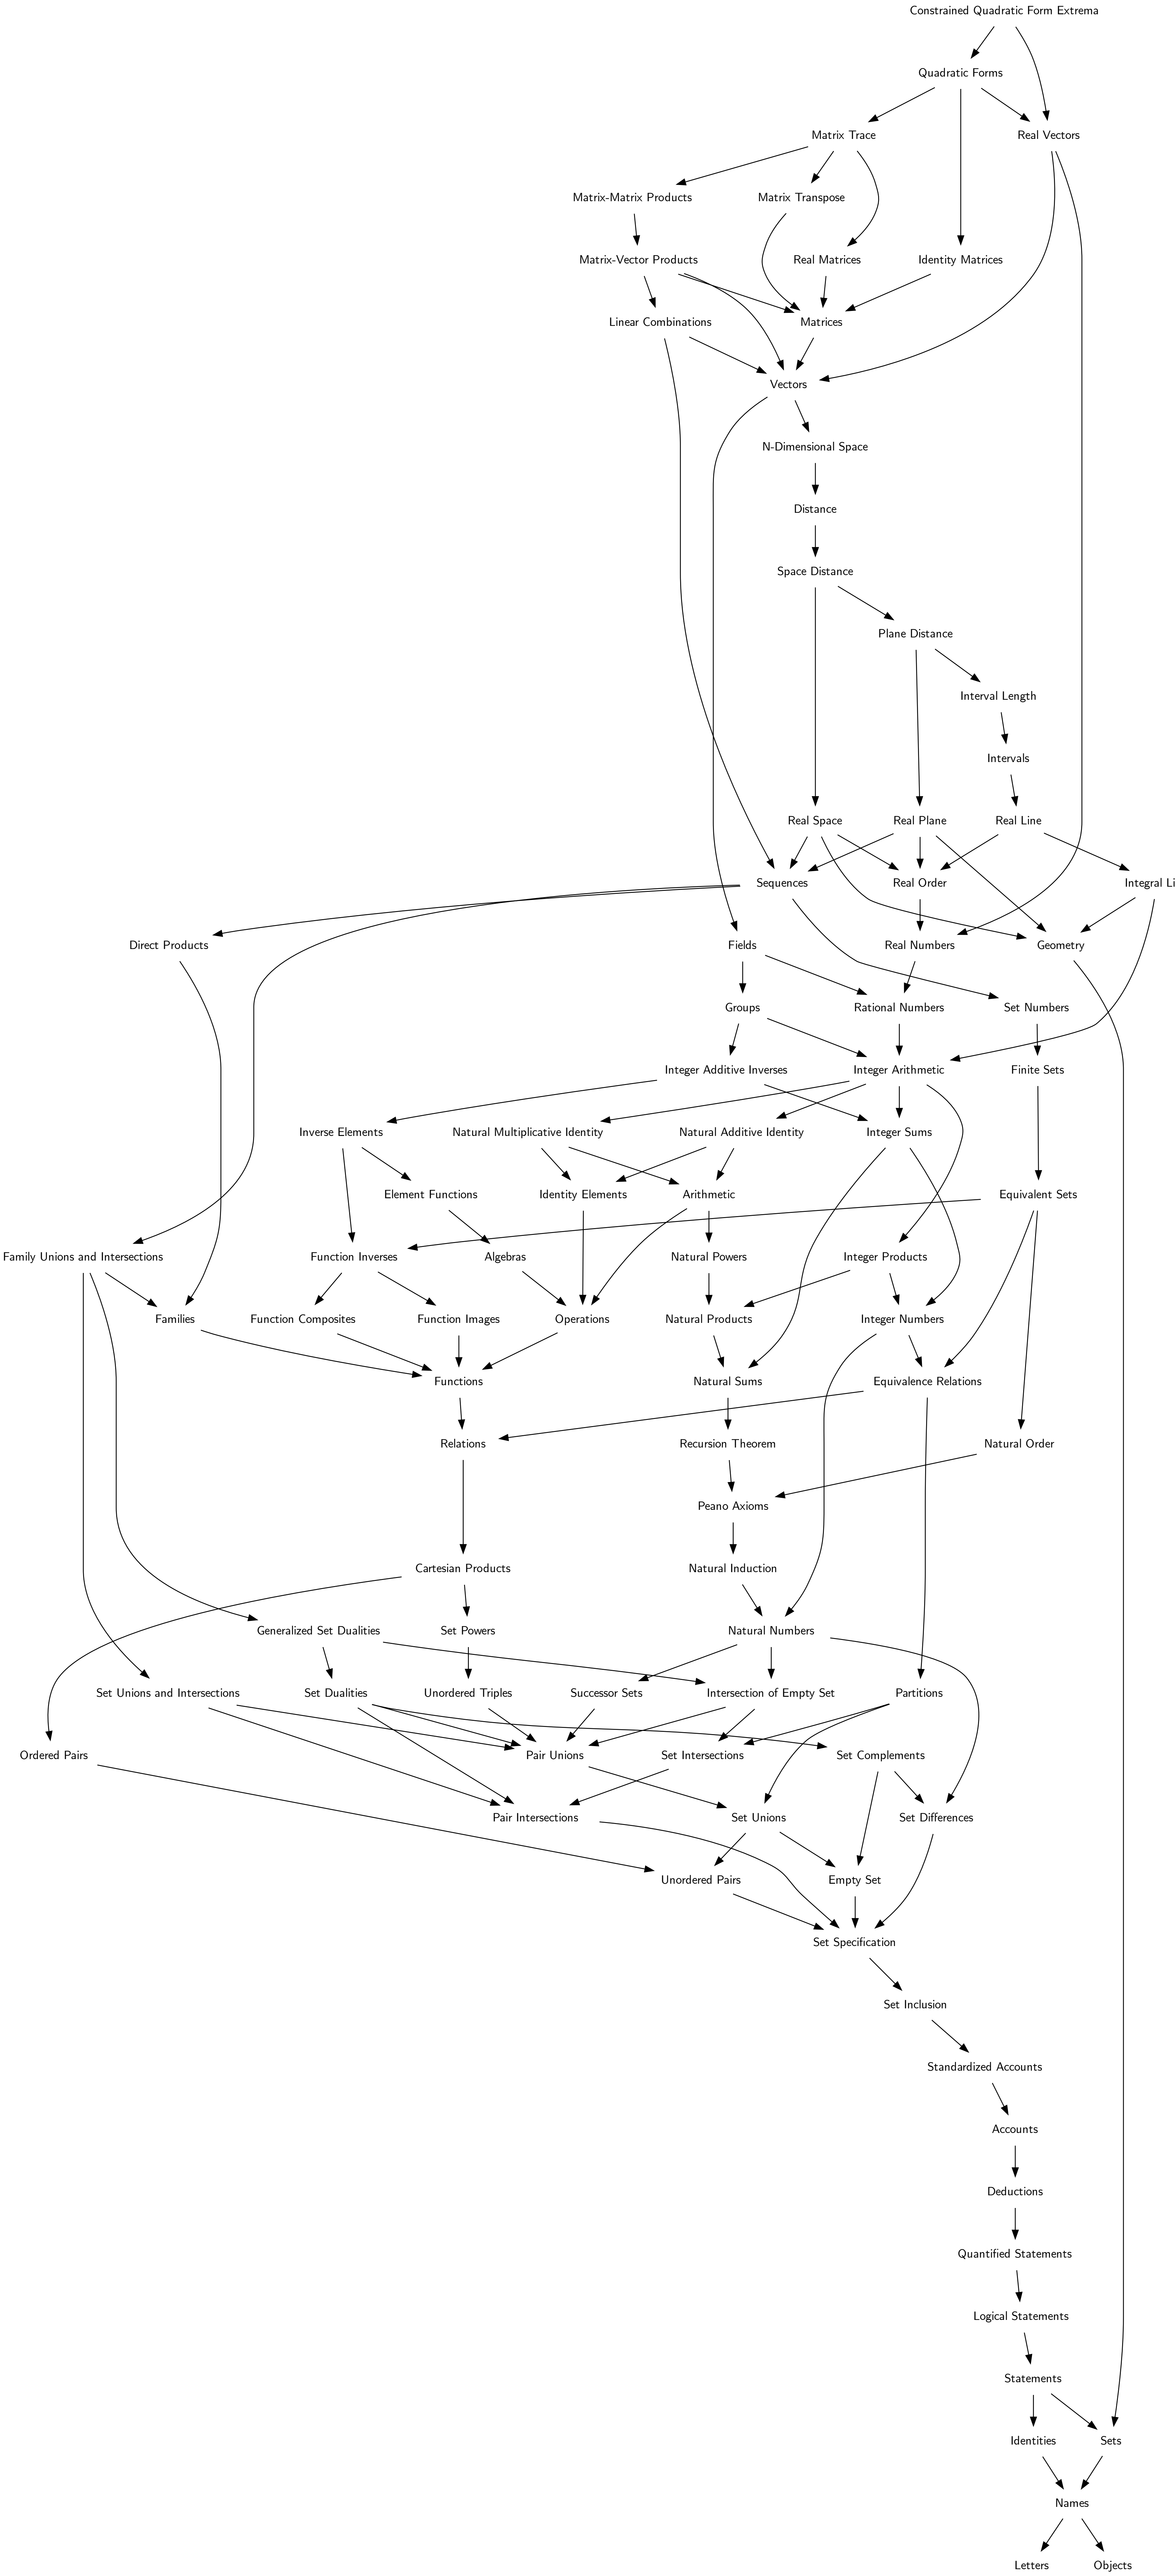 Constrained Quadratic Form Extrema
Quadratic Forms
Matrix Trace
Real Vectors
Matrix-Matrix Products
Matrix Transpose
Matrix-Vector Products
Real Matrices
Identity Matrices
Linear Combinations
Matrices
Vectors
N-Dimensional Space
Distance
Space Distance
Plane Distance
Interval Length
Intervals
Real Space
Real Plane
Real Line
Sequences
Real Order
Integral Li
Direct Products
Fields
Real Numbers
Geometry
Groups
Rational Numbers
Set Numbers
Integer Additive Inverses
Integer Arithmetic
Finite Sets
Inverse Elements
Natural Multiplicative Identity
Natural Additive Identity
Integer Sums
Element Functions
Identity Elements
Arithmetic
Equivalent Sets
Family Unions and Intersections
Function Inverses
Algebras
Natural Powers
Integer Products
Families
Function Composites
Function Images
Operations
Natural Products
Integer Numbers
Functions
Natural Sums
Equivalence Relations
Relations
Recursion Theorem
Natural Order
Peano Axioms
Cartesian Products
Natural Induction
Generalized Set Dualities
Set Powers
Natural Numbers
Set Unions and Intersections
Set Dualities
Unordered Triples
Successor Sets
Intersection of Empty Set
Partitions
Ordered Pairs
Pair Unions
Set Intersections
Set Complements
Pair Intersections
Set Unions
Set Differences
Unordered Pairs
Empty Set
Set Specification
Set Inclusion
Standardized Accounts
Accounts
Deductions
Quantified Statements
Logical Statements
Statements
Identities
Sets
Names
Letters
Objects